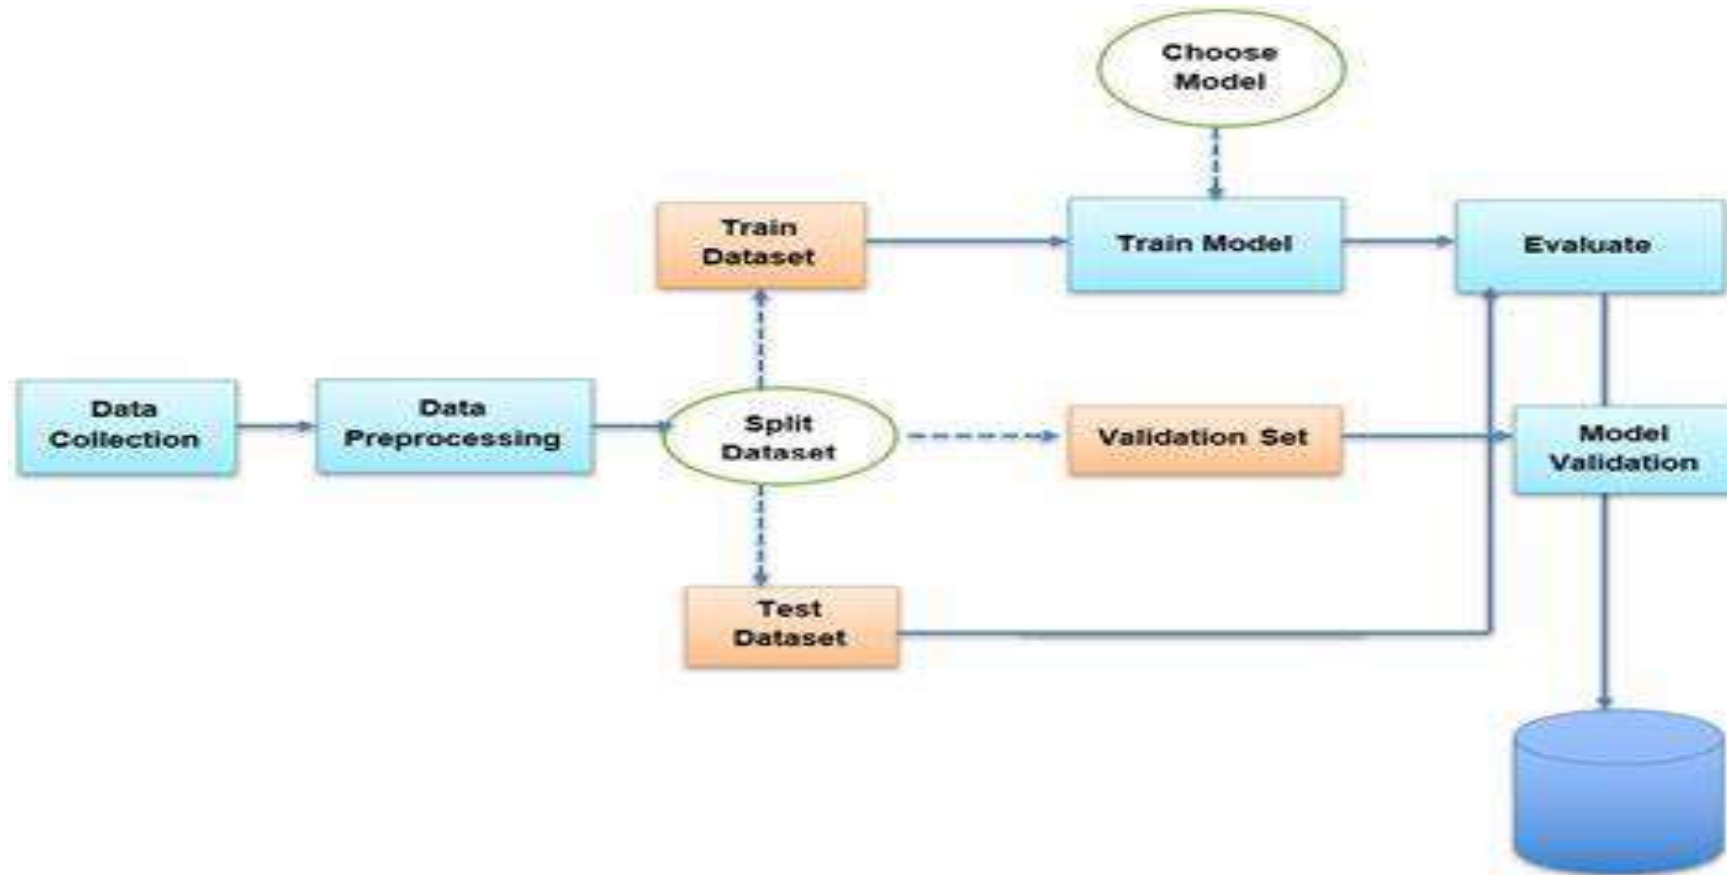 Choose
Model
Train
Dataset
Train Model
Evaluate
Data
Collection
Data
Preprocessing
Split
Dataset
Validation Set
Model
Validation
Test
Dataset